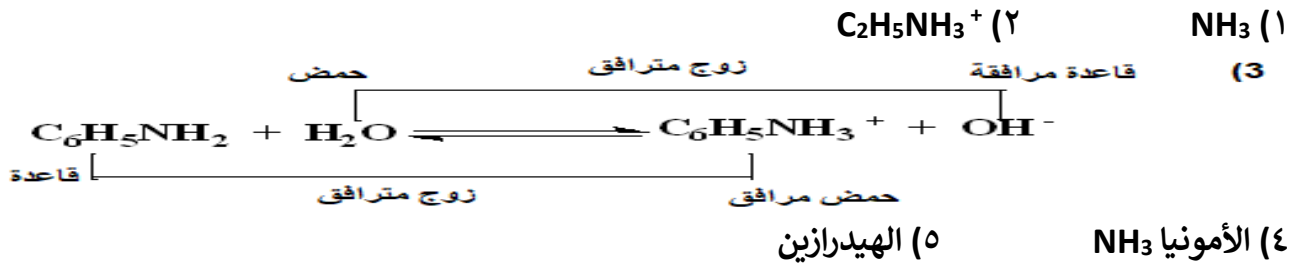 ١) NH₃ ٢) C₂H₅NH₃⁺
3) قاعدة مرافقة زوج مترافق حمض
C₆H₅NH₂ + H₂O ⇌ C₆H₅NH₃⁺ + OH⁻
قاعدة زوج مترافق حمض مرافق
٤) الأمونيا NH₃ ٥) الهيدرازين